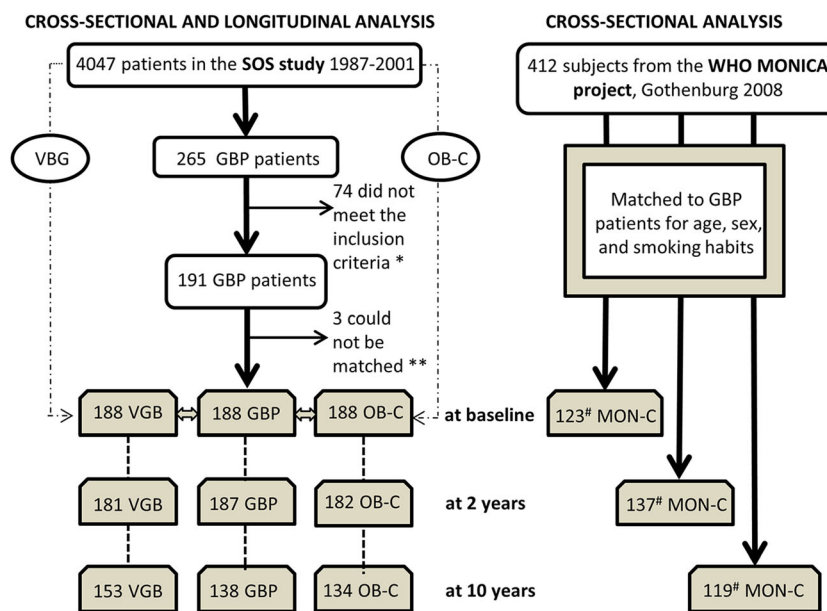 CROSS-SECTIONAL AND LONGITUDINAL ANALYSIS
4047 patients in the SOS study 1987-2001
VBG
OB-C
265 GBP patients
74 did not
meet the
inclusion
criteria *
191 GBP patients
3 could
not be
matched **
188 VGB
188 GBP
188 OB-C
at baseline
181 VGB
187 GBP
182 OB-C
at 2 years
153 VGB
138 GBP
134 OB-C
at 10 years
CROSS-SECTIONAL ANALYSIS
412 subjects from the WHO MONICA
project, Gothenburg 2008
Matched to GBP
patients for age, sex,
and smoking habits
123# MON-C
137# MON-C
119# MON-C